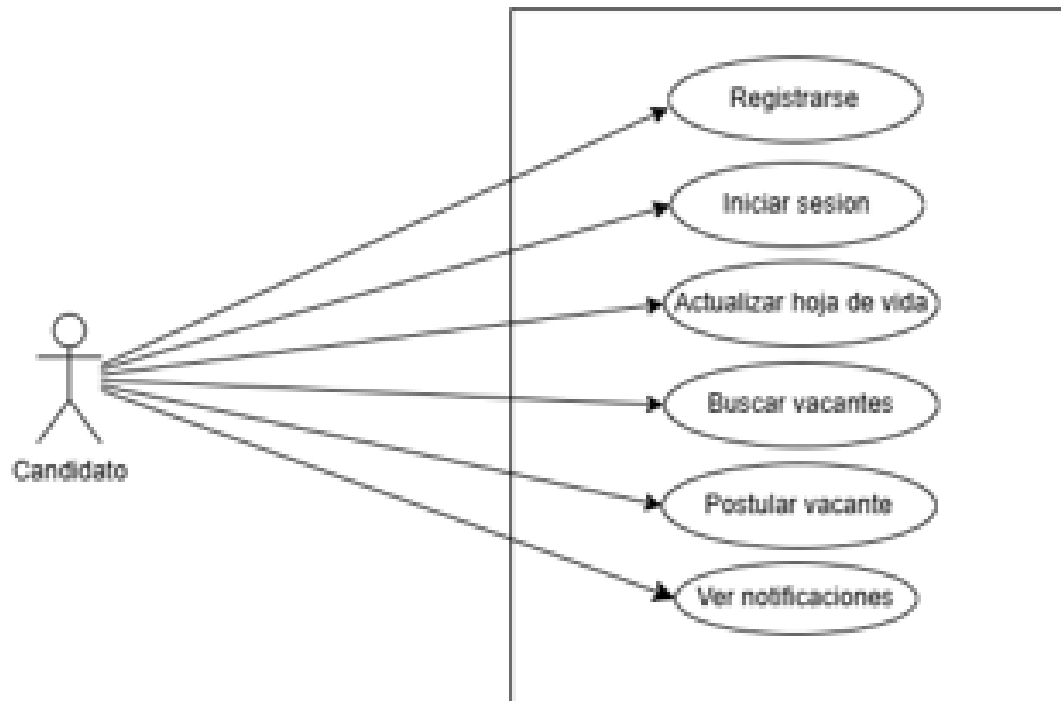 Registrarse
Iniciar sesion
Actualizar hoja de vida
Buscar vacantes
Candidato
Postular vacante
Ver notificaciones